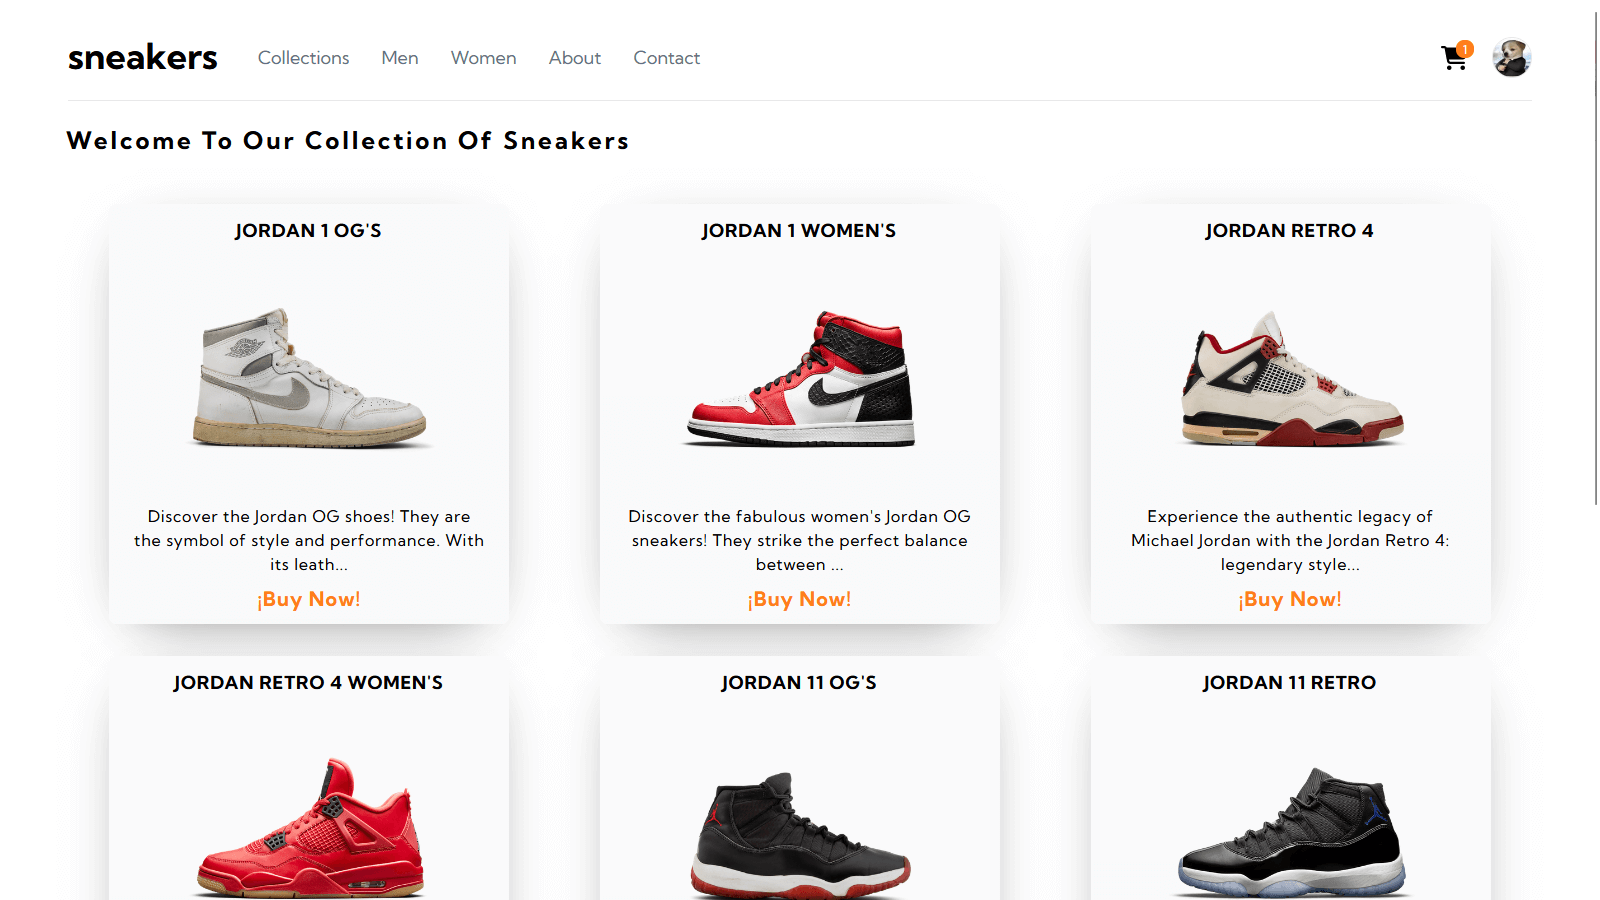 sneakers
Collections
Men
Women
About
Contact
1
Welcome To Our Collection Of Sneakers
JORDAN 1 OG'S
Discover the Jordan OG shoes! They are
the symbol of style and performance. With
its leath...
¡Buy Now!
JORDAN 1 WOMEN'S
Discover the fabulous women's Jordan OG
sneakers! They strike the perfect balance
between ...
¡Buy Now!
JORDAN RETRO 4
Experience the authentic legacy of
Michael Jordan with the Jordan Retro 4:
legendary style...
¡Buy Now!
JORDAN RETRO 4 WOMEN'S
JORDAN 11 OG'S
JORDAN 11 RETRO